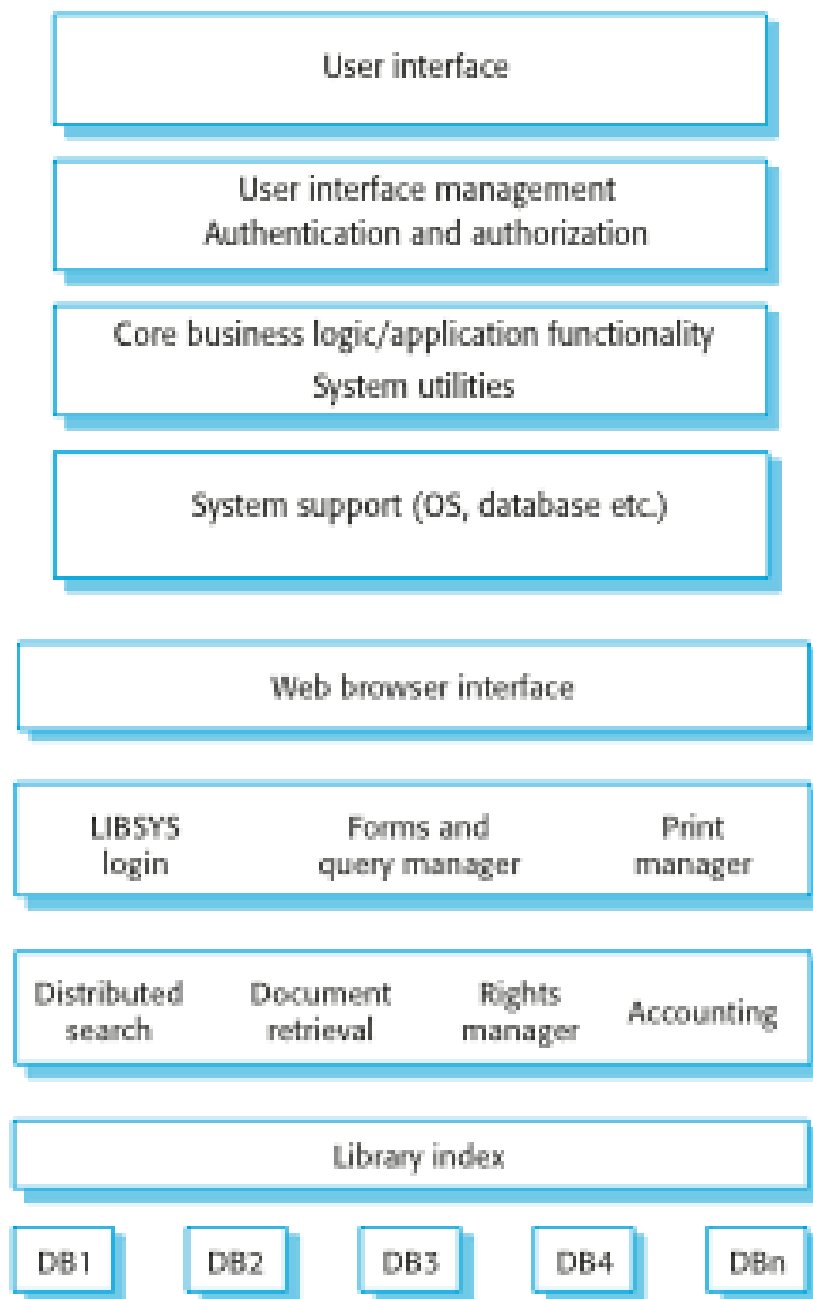 User interface
User interface management
Authentication and authorization
Core business logic/application functionality
System utilities
System support (OS, database etc.)
Web browser interface
LIBSYS
login
Forms and
query manager
Print
manager
Distributed
search
Document
retrieval
Rights
manager
Accounting
Library index
DB1
DB2
DB3
DB4
DBn